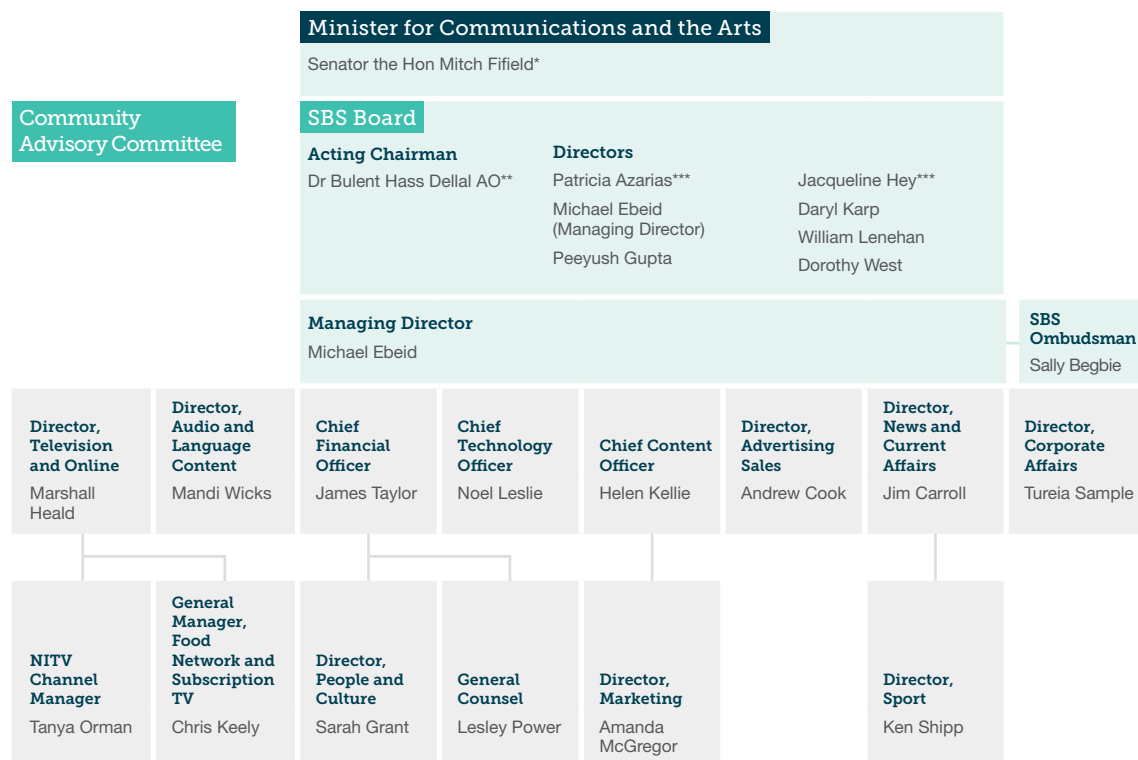 Minister for Communications and the Arts
Senator the Hon Mitch Fifield*
Community
Advisory Committee
SBS Board
Acting Chairman
Dr Bulent Hass Dellal AO**
Directors
Patricia Azarias***
Michael Ebeid
(Managing Director)
Peeyush Gupta
Jacqueline Hey***
Daryl Karp
William Lenehan
Dorothy West
Managing Director
Michael Ebeid
SBS
Ombudsman
Sally Begbie
Director,
Television
and Online
Marshall
Heald
Director,
Audio and
Language
Content
Mandi Wicks
Chief
Financial
Officer
James Taylor
Chief
Technology
Officer
Noel Leslie
Chief Content
Officer
Helen Kellie
Director,
Advertising
Sales
Andrew Cook
Director,
News and
Current
Affairs
Jim Carroll
Director,
Corporate
Affairs
Tureia Sample
NITV
Channel
Manager
Tanya Orman
General
Manager,
Food
Network and
Subscription
TV
Chris Keely
Director,
People and
Culture
Sarah Grant
General
Counsel
Lesley Power
Director,
Marketing
Amanda
McGregor
Director,
Sport
Ken Shipp